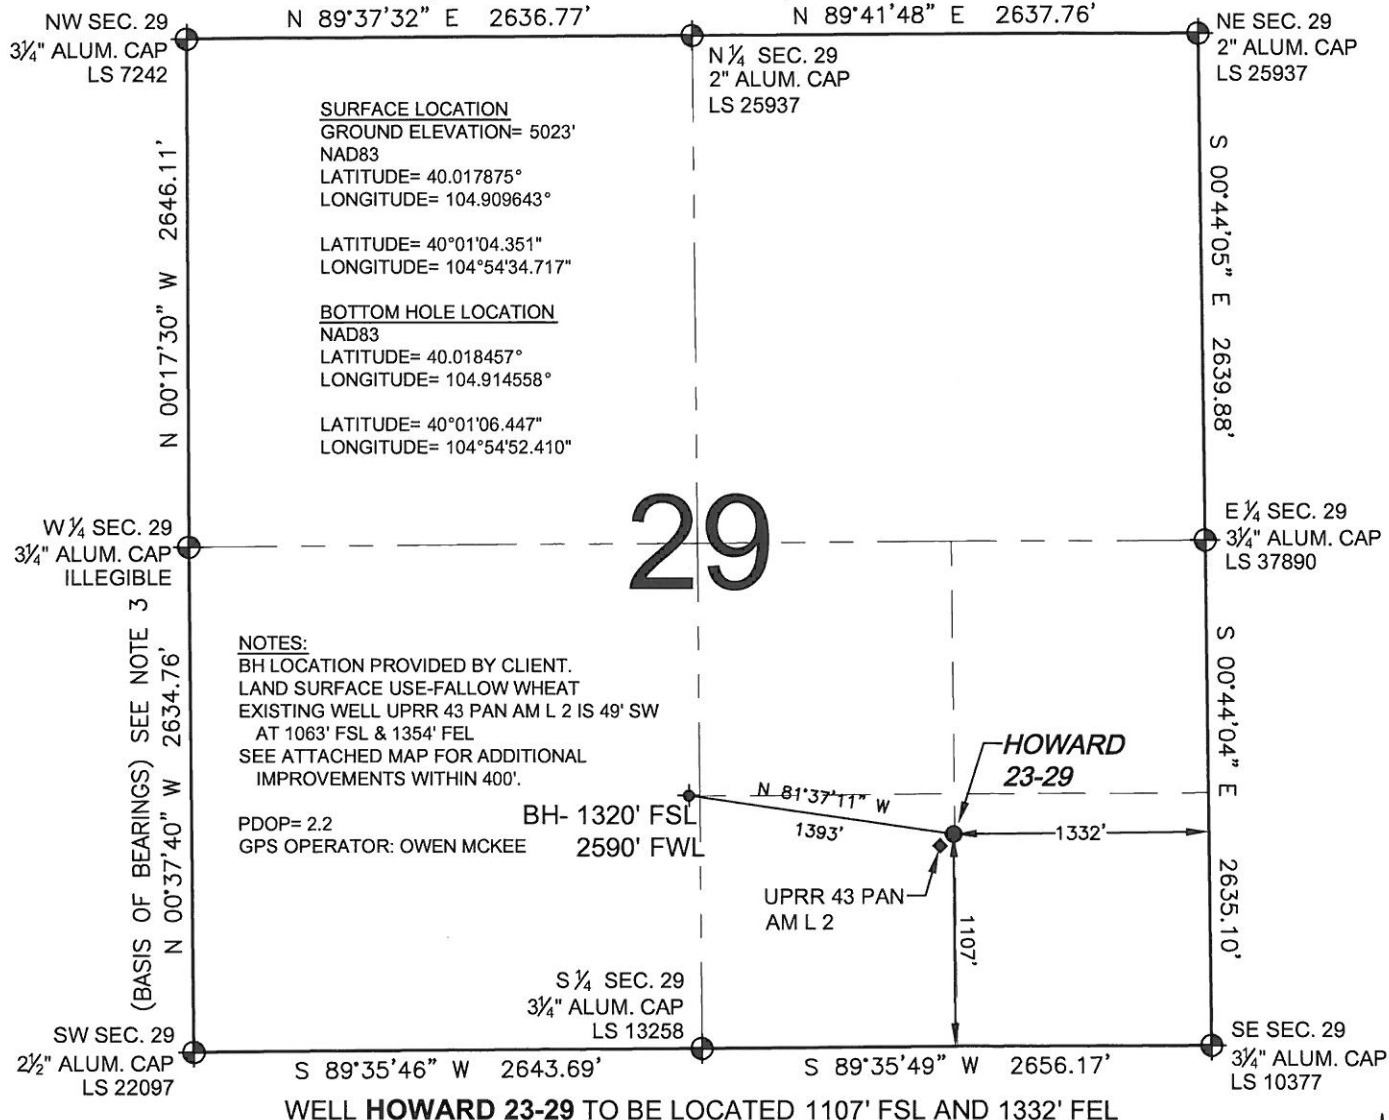 N 89°37'32" E 2636.77'
N 89°41'48" E 2637.76'
NW SEC. 29
3¼" ALUM. CAP
LS 7242
N ¼ SEC. 29
2" ALUM. CAP
LS 25937
NE SEC. 29
2" ALUM. CAP
LS 25937
SURFACE LOCATION
GROUND ELEVATION= 5023'
NAD83
LATITUDE= 40.017875°
LONGITUDE= 104.909643°
LATITUDE= 40°01'04.351"
LONGITUDE= 104°54'34.717"
BOTTOM HOLE LOCATION
NAD83
LATITUDE= 40.018457°
LONGITUDE= 104.914558°
LATITUDE= 40°01'06.447"
LONGITUDE= 104°54'52.410"
N 00°17'30" W 2646.11'
S 00°44'05" E 2639.88'
29
W ¼ SEC. 29
3¼" ALUM. CAP
ILLEGIBLE
E ¼ SEC. 29
3¼" ALUM. CAP
LS 37890
(BASIS OF BEARINGS) SEE NOTE 3
N 00°37'40" W 2634.76'
NOTES:
BH LOCATION PROVIDED BY CLIENT.
LAND SURFACE USE-FALLOW WHEAT
EXISTING WELL UPRR 43 PAN AM L 2 IS 49' SW
AT 1063' FSL & 1354' FEL
SEE ATTACHED MAP FOR ADDITIONAL
IMPROVEMENTS WITHIN 400'.
PDOP= 2.2
GPS OPERATOR: OWEN MCKEE
BH- 1320' FSL
2590' FWL
N 81°37'11" W
1393'
HOWARD
23-29
1332'
UPRR 43 PAN
AM L 2
1107'
S 00°44'04" E 2635.10'
SW SEC. 29
2½" ALUM. CAP
LS 22097
S ¼ SEC. 29
3¼" ALUM. CAP
LS 13258
SE SEC. 29
3¼" ALUM. CAP
LS 10377
S 89°35'46" W 2643.69'
S 89°35'49" W 2656.17'
WELL HOWARD 23-29 TO BE LOCATED 1107' FSL AND 1332' FEL